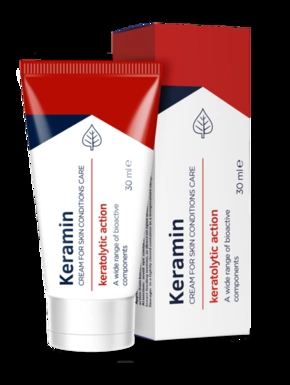 Keramin
CREAM FOR SKIN CONDITIONS CARE
keratolytic action
A wide range of bioactive
components
30 ml ℮
Keramin
CREAM FOR SKIN CONDITIONS CARE
keratolytic action
A wide range of bioactive
components
30 ml ℮